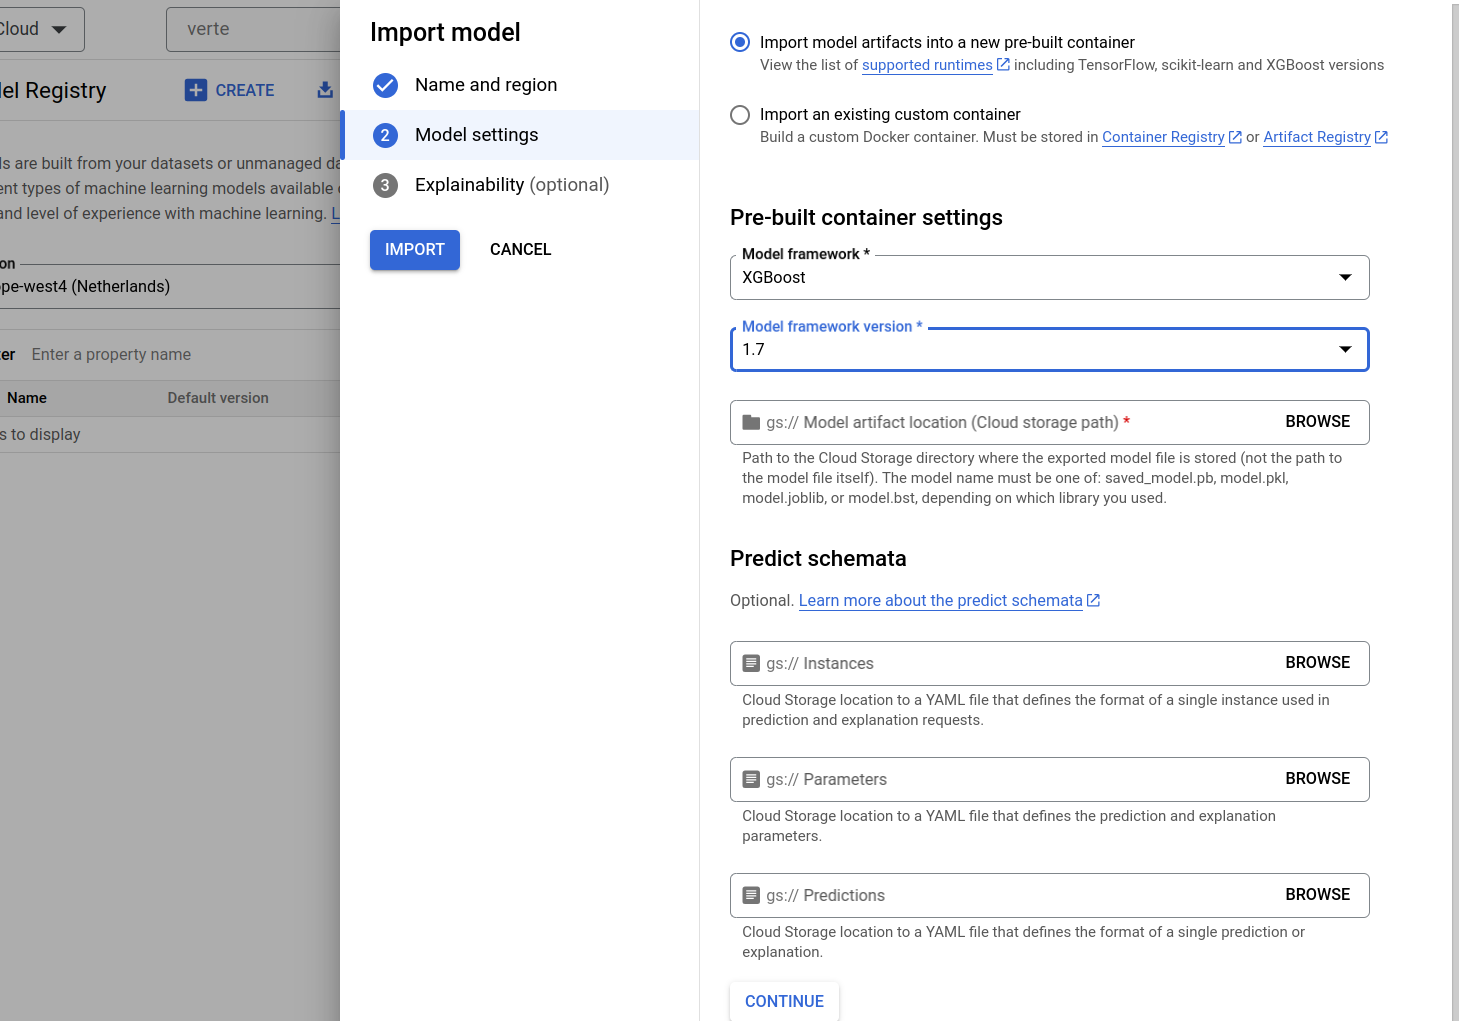 Cloud
verte
el Registry
CREATE
ls are built from your datasets or unmanaged da
ent types of machine learning models available
and level of experience with machine learning. L
on
pe-west4 (Netherlands)
er Enter a property name
Name Default version
s to display
Import model
Name and region
2 Model settings
3 Explainability (optional)
IMPORT CANCEL
Import model artifacts into a new pre-built container
View the list of supported runtimes including TensorFlow, scikit-learn and XGBoost versions
Import an existing custom container
Build a custom Docker container. Must be stored in Container Registry or Artifact Registry
Pre-built container settings
Model framework *
XGBoost
Model framework version *
1.7
gs:// Model artifact location (Cloud storage path) * BROWSE
Path to the Cloud Storage directory where the exported model file is stored (not the path to
the model file itself). The model name must be one of: saved_model.pb, model.pkl,
model.joblib, or model.bst, depending on which library you used.
Predict schemata
Optional. Learn more about the predict schemata
gs:// Instances BROWSE
Cloud Storage location to a YAML file that defines the format of a single instance used in
prediction and explanation requests.
gs:// Parameters BROWSE
Cloud Storage location to a YAML file that defines the prediction and explanation
parameters.
gs:// Predictions BROWSE
Cloud Storage location to a YAML file that defines the format of a single prediction or
explanation.
CONTINUE